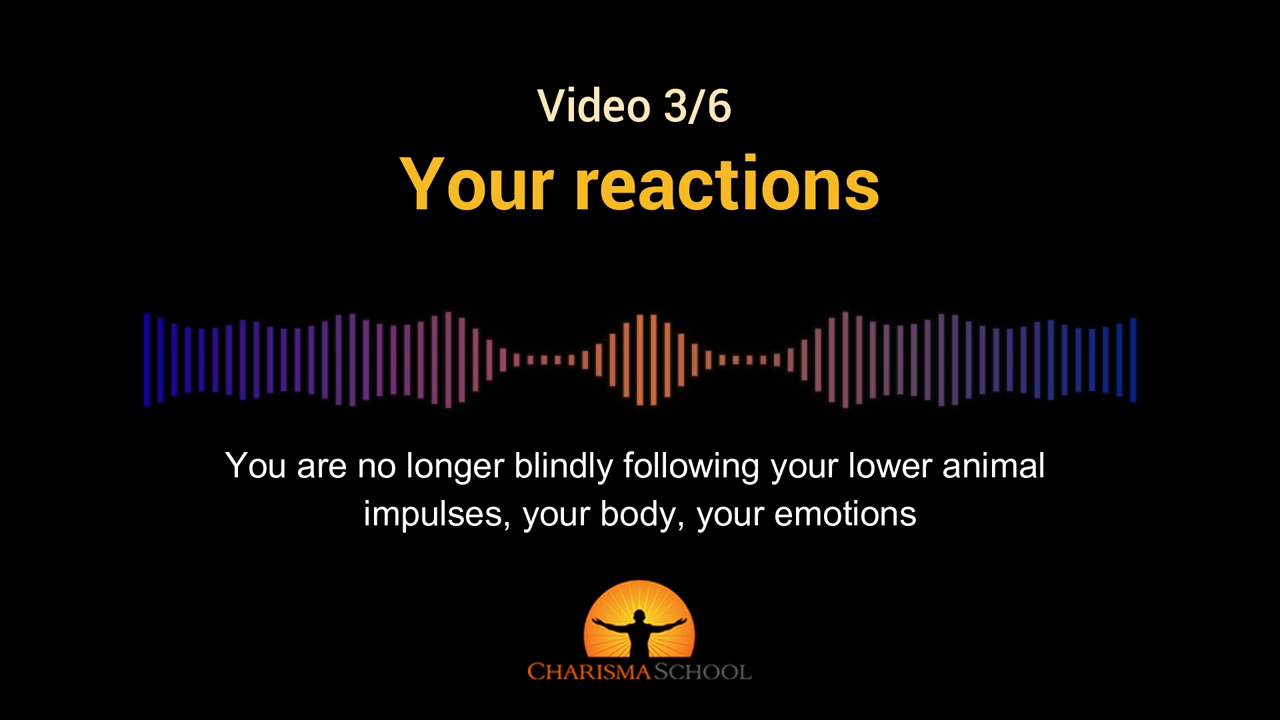 Video 3/6
Your reactions
You are no longer blindly following your lower animal
impulses, your body, your emotions
CHARISMA SCHOOL